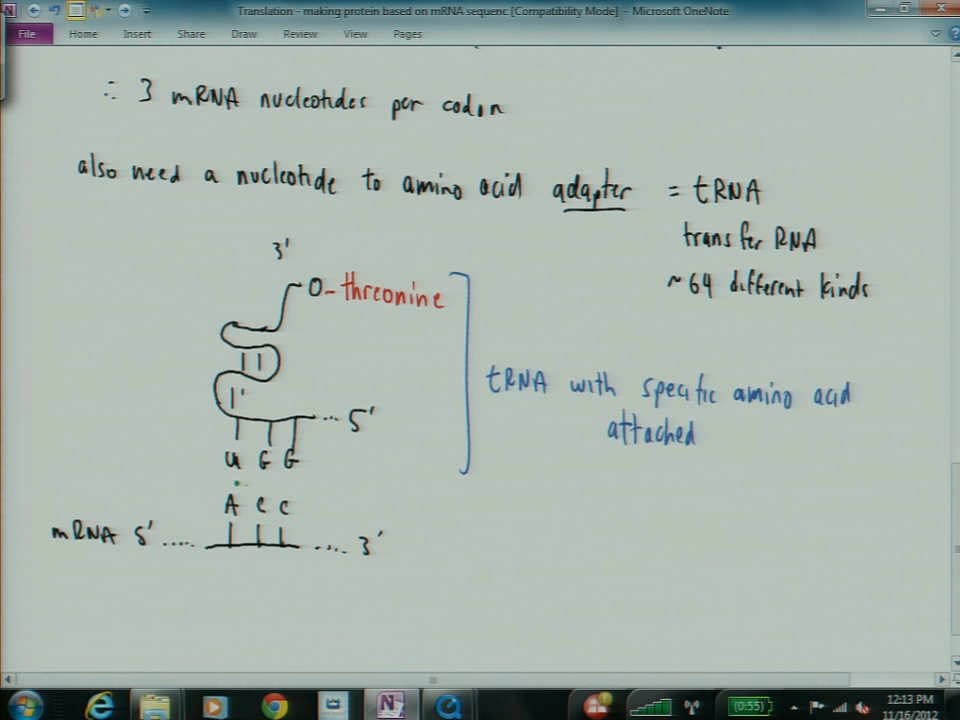 Translation - making protein based on mRNA sequenc [Compatibility Mode] - Microsoft OneNote
File Home Insert Share Draw Review View Pages
∴ 3 mRNA nucleotides per codon
also need a nucleotide to amino acid adapter = tRNA
transfer RNA
~64 different kinds
3'
O-threonine
tRNA with specific amino acid
attached
... 5'
U G G
A C C
mRNA 5' ..... .... 3'
(0:55)
12:13 PM
11/16/2012